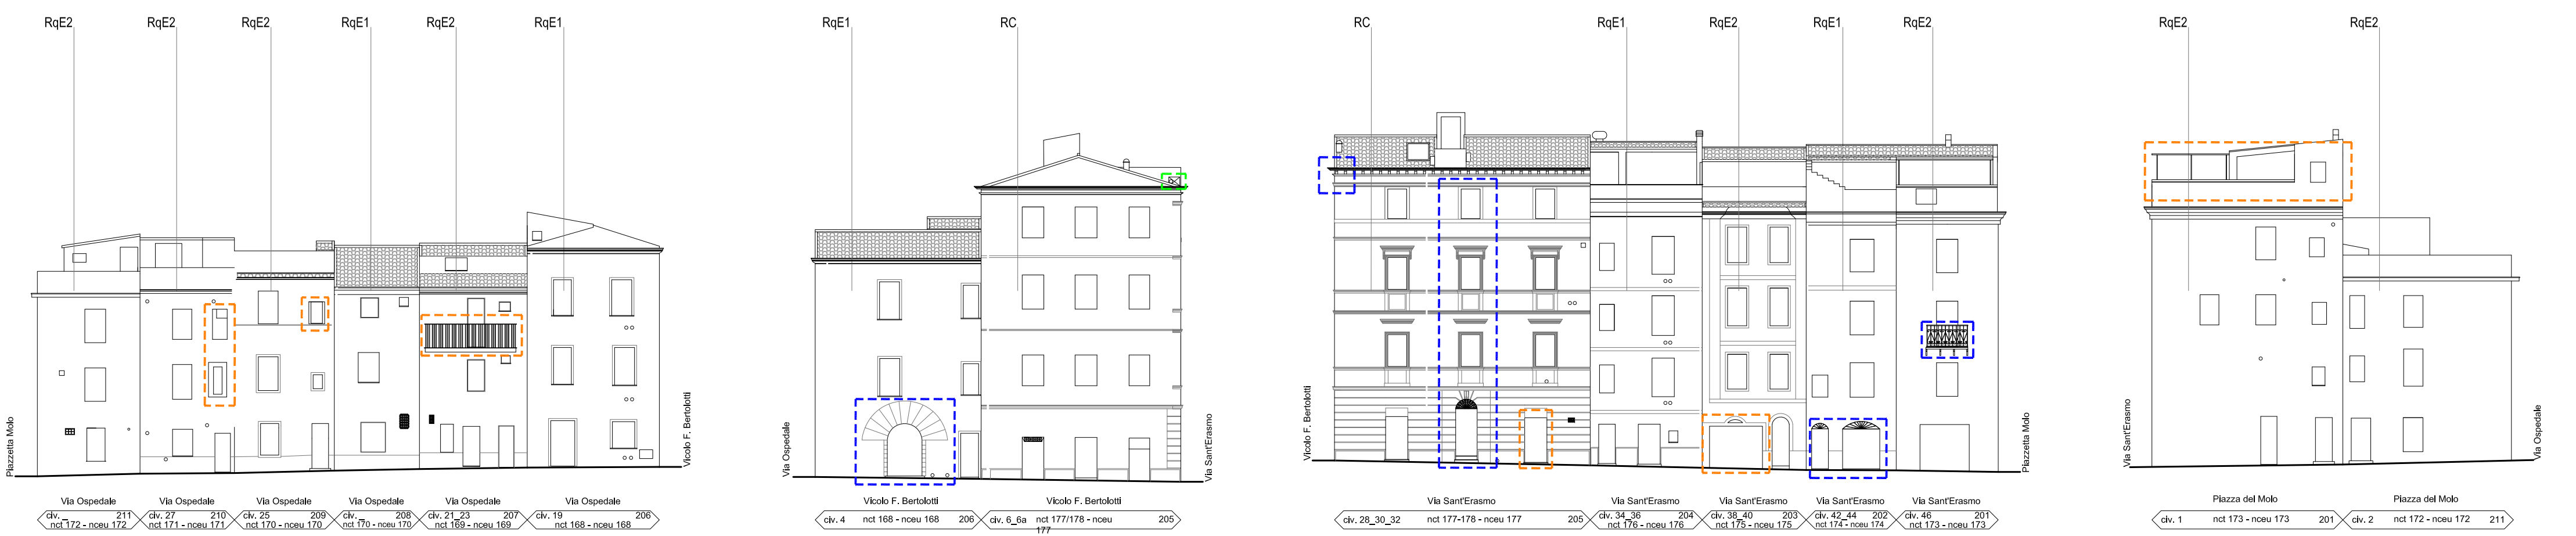 RqE2 RqE2 RqE2 RqE1 RqE2 RqE1
Piazzetta Molo
Vicolo F. Bertolotti
Via Ospedale Via Ospedale Via Ospedale Via Ospedale Via Ospedale Via Ospedale
civ. _ 211 civ. 27 210 civ. 25 209 civ. _ 208 civ. 21_23 207 civ. 19 206
nct 172 - nceu 172 nct 171 - nceu 171 nct 170 - nceu 170 nct 170 - nceu 170 nct 169 - nceu 169 nct 168 - nceu 168
RqE1 RC
Via Ospedale
Via Sant'Erasmo
Vicolo F. Bertolotti Vicolo F. Bertolotti
civ. 4 nct 168 - nceu 168 206 civ. 6_6a nct 177/178 - nceu 205
177
RC RqE1 RqE2 RqE1 RqE2
Vicolo F. Bertolotti
Piazzetta Molo
Via Sant'Erasmo Via Sant'Erasmo Via Sant'Erasmo Via Sant'Erasmo Via Sant'Erasmo
civ. 28_30_32 nct 177-178 - nceu 177 205 civ. 34_36 204 civ. 38_40 203 civ. 42_44 202 civ. 46 201
nct 176 - nceu 176 nct 175 - nceu 175 nct 174 - nceu 174 nct 173 - nceu 173
RqE2 RqE2
Via Sant'Erasmo
Via Ospedale
Piazza del Molo Piazza del Molo
civ. 1 nct 173 - nceu 173 201 civ. 2 nct 172 - nceu 172 211